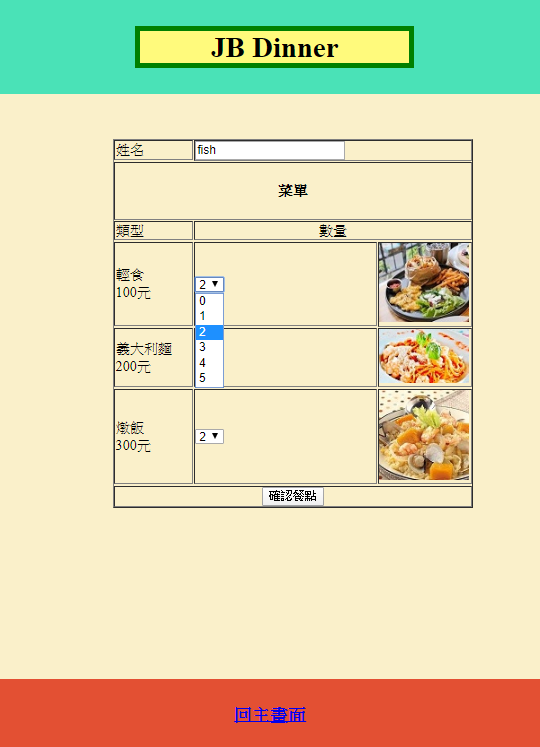 JB Dinner
姓名 fish
菜單
類型 數量
輕食
100元
2
0
1
2
3
4
5
義大利麵
200元
燉飯
300元
2
確認餐點
回主畫面